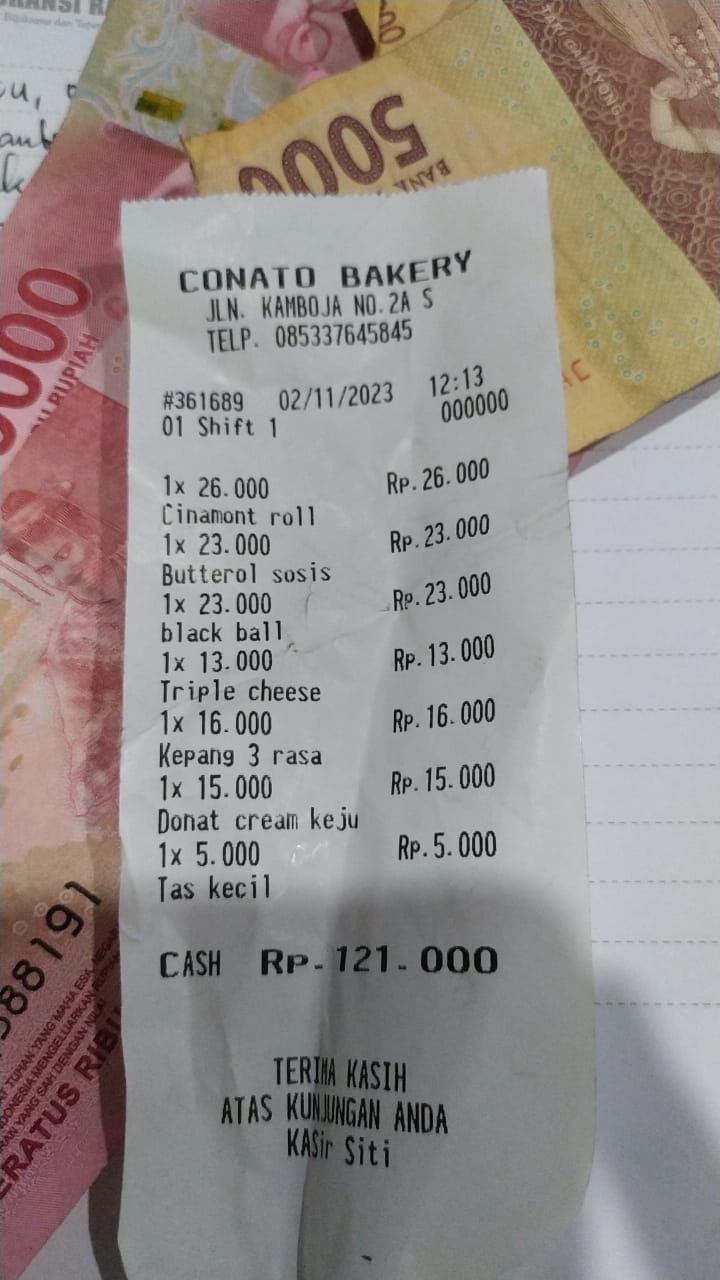 5000
CONATO BAKERY
JLN. KAMBOJA NO.2A S
TELP. 085337645845
#361689 02/11/2023 12:13
01 Shift 1 000000
1x 26.000 Rp.26.000
Cinamont roll
1x 23.000 Rp.23.000
Butterol sosis
1x 23.000 Rp.23.000
black ball
1x 13.000 Rp.13.000
Triple cheese
1x 16.000 Rp.16.000
Kepang 3 rasa
1x 15.000 Rp.15.000
Donat cream keju
1x 5.000 Rp.5.000
Tas kecil
CASH Rp-121.000
TERIMA KASIH
ATAS KUNJUNGAN ANDA
KASir Siti
RUPIAH
88191